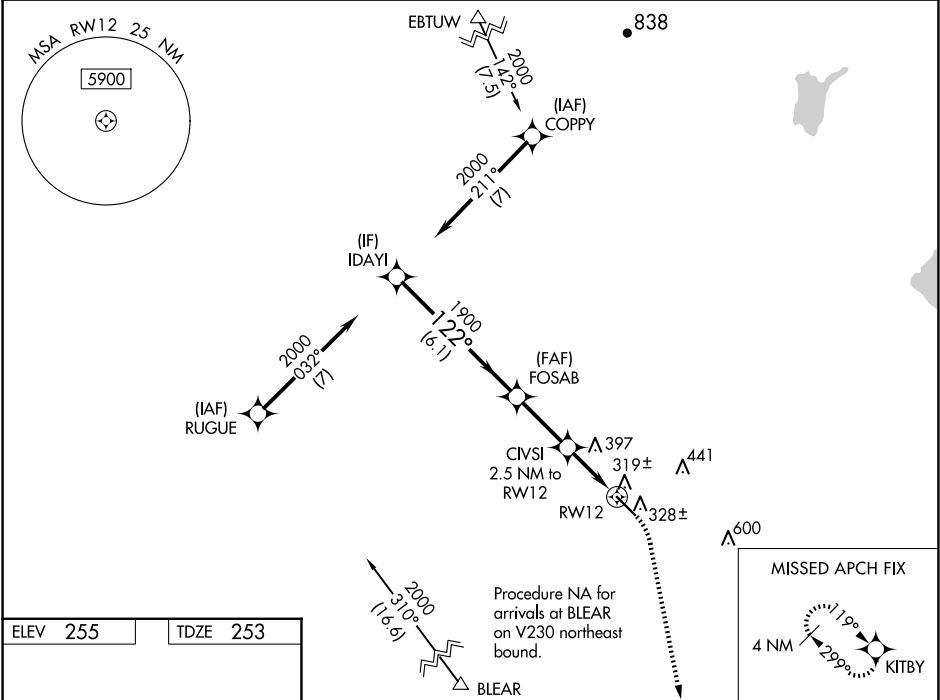 MSA RW12 25 NM
5900
EBTUW
2000
142°
(7.5)
838
(IAF)
COPPY
2000
211°
(7)
(IF)
IDAYI
1900
122°
(6.1)
2000
032°
(7)
(IAF)
RUGUE
(FAF)
FOSAB
CIVSI
2.5 NM to
RW12
397
319±
441
RW12
328±
600
2000
310°
(16.6)
BLEAR
Procedure NA for
arrivals at BLEAR
on V230 northeast
bound.
MISSED APCH FIX
4 NM
119°
299°
KITBY
ELEV 255
TDZE 253